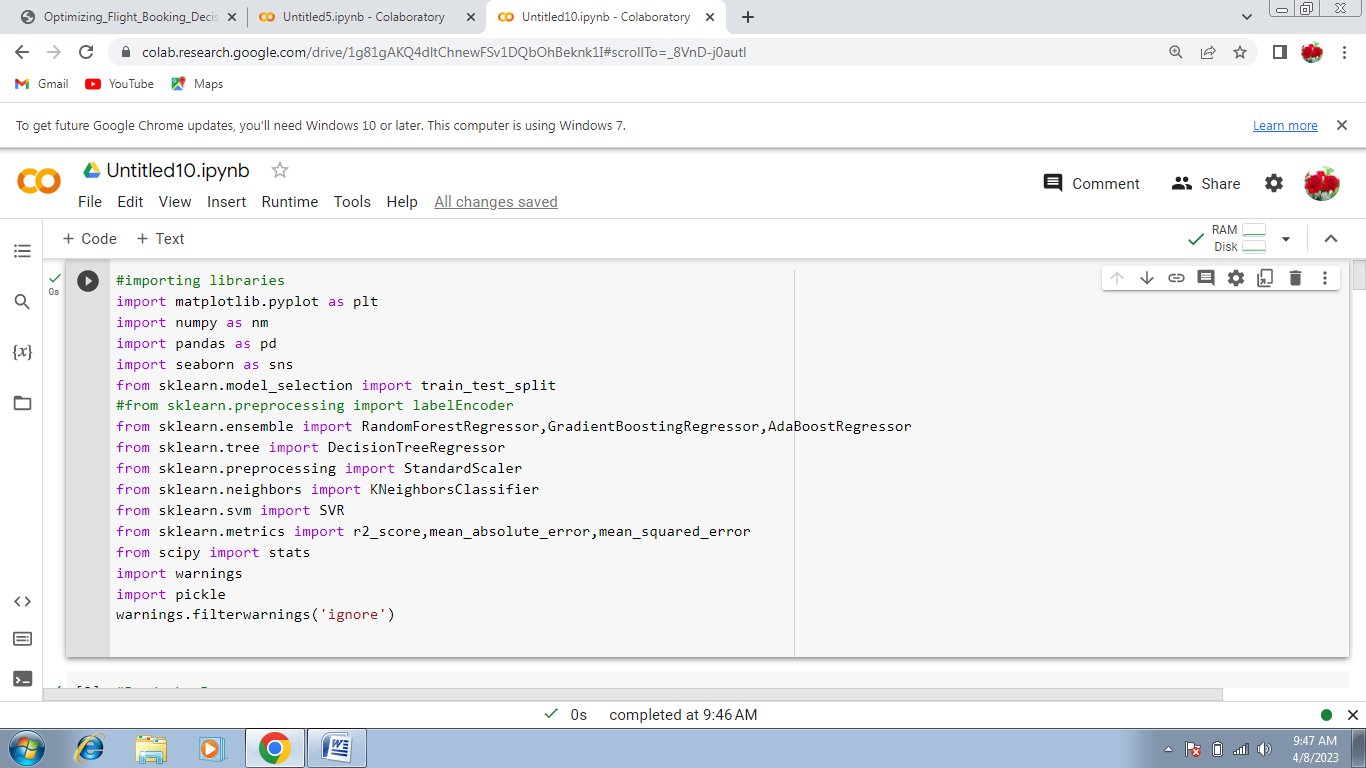 Optimizing_Flight_Booking_Decis
Untitled5.ipynb - Colaboratory
Untitled10.ipynb - Colaboratory
colab.research.google.com/drive/1g81gAKQ4dltChnewFSv1DQbOhBeknk1I#scrollTo=_8VnD-j0autl
Gmail YouTube Maps
To get future Google Chrome updates, you'll need Windows 10 or later. This computer is using Windows 7. Learn more
Untitled10.ipynb
Comment Share
File Edit View Insert Runtime Tools Help All changes saved
+ Code + Text
RAM
Disk
0s
#importing libraries
import matplotlib.pyplot as plt
import numpy as nm
import pandas as pd
import seaborn as sns
from sklearn.model_selection import train_test_split
#from sklearn.preprocessing import labelEncoder
from sklearn.ensemble import RandomForestRegressor,GradientBoostingRegressor,AdaBoostRegressor
from sklearn.tree import DecisionTreeRegressor
from sklearn.preprocessing import StandardScaler
from sklearn.neighbors import KNeighborsClassifier
from sklearn.svm import SVR
from sklearn.metrics import r2_score,mean_absolute_error,mean_squared_error
from scipy import stats
import warnings
import pickle
warnings.filterwarnings('ignore')
0s completed at 9:46 AM
9:47 AM
4/8/2023